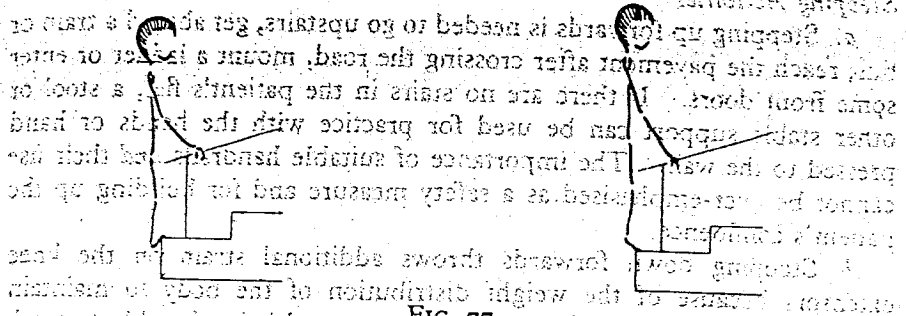 Stepping
a. Stepping up forwards is needed to go upstairs, get aboard a train or
bus, reach the pavement after crossing the road, mount a ladder or enter
some front doors. If there are no stairs in the patient's flat, a stool or
other stable support can be used for practice with the hands or hand
pressed to the wall. The importance of suitable handrails and their use
cannot be over-emphasised as a safety measure and for building up the
patient's confidence.
Stepping down forwards throws additional strain on the knee
extensors because of the weight distribution of the body to maintain
FIG. 77